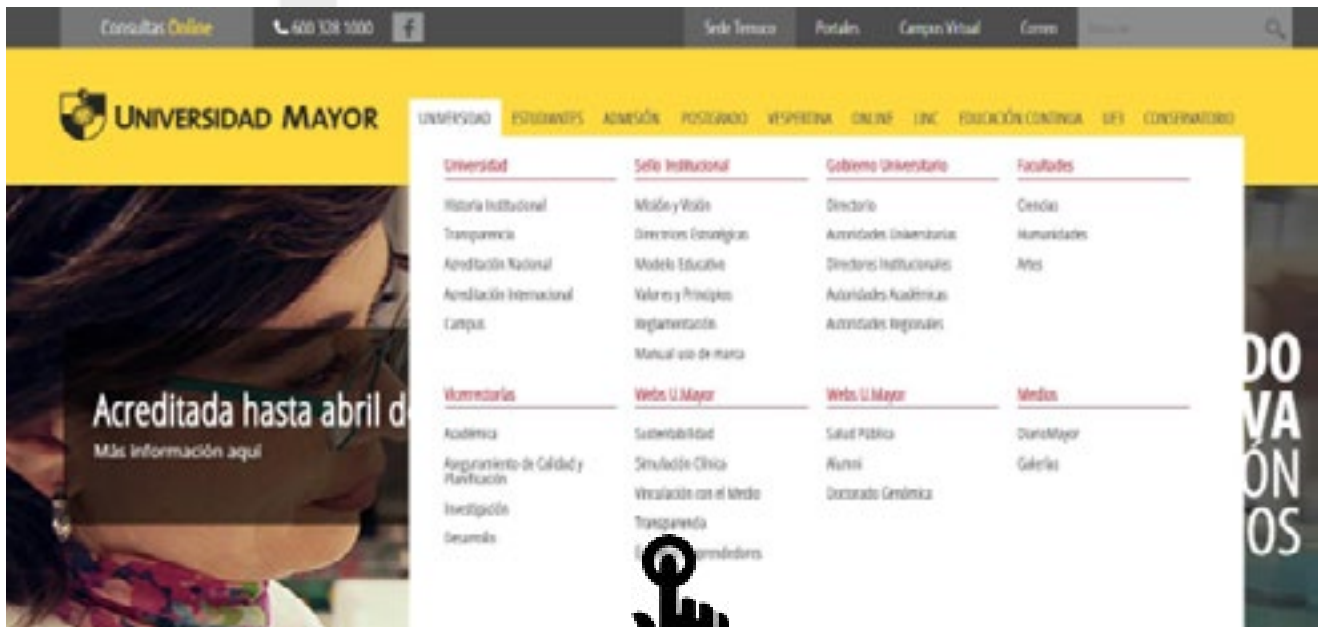 Consultas Online 600 328 1000 f Sede Temuco Portales Campus Virtual Correo
UNIVERSIDAD MAYOR
UNIVERSIDAD ESTUDIANTES ADMISIÓN POSTGRADO VESPERTINA ONLINE EDUCACIÓN CONTINUA CONSERVATORIO
Universidad Sello Institucional Gobierno Universitario Facultades
Historia Institucional Misión y Visión Directorio Ciencias
Transparencia Directrices Estratégicas Autoridades Universitarias Humanidades
Acreditación Nacional Modelo Educativo Directores Institucionales Artes
Acreditación Internacional Valores y Principios Autoridades Académicas
Campus Reglamentación Autoridades Regionales
Manual uso de marca
Vicerrectorías Webs U.Mayor Webs U.Mayor Medios
Académica Sustentabilidad Salud Pública DiarioMayor
Aseguramiento de Calidad y Simulación Clínica Alumni Galerías
Planificación
Investigación Vinculación con el Medio Doctorado Genómica
Desarrollo Transparencia
Acreditada hasta abril d
Más información aquí
DO
VA
ÓN
OS